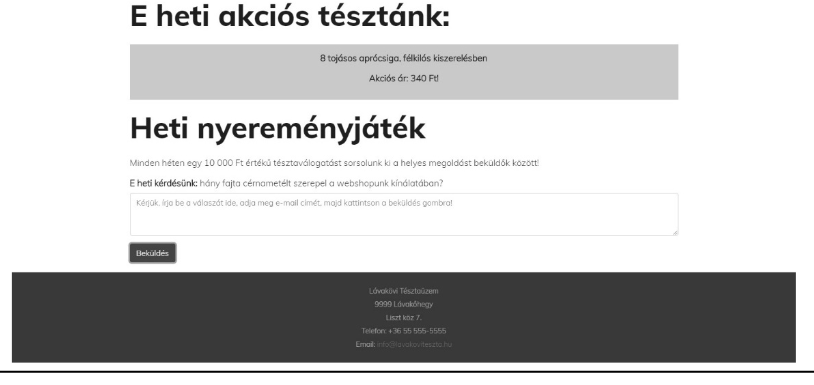 E heti akciós tésztánk:
8 tojásos aprócsiga, félkilós kiszerelésben
Akciós ár: 340 Ft!
Heti nyereményjáték
Minden héten egy 10 000 Ft értékű tésztaválogatást sorsolunk ki a helyes megoldást beküldők között!
E heti kérdésünk: hány fajta cérnametélt szerepel a webshopunk kínálatában?
Kérjük, írja be a válaszát ide, adja meg e-mail címét, majd kattintson a beküldés gombra!
Beküldés
Lávakövi Tésztaüzem
9999 Lávakőhegy
Liszt köz 7.
Telefon: +36 55 555-5555
Email: